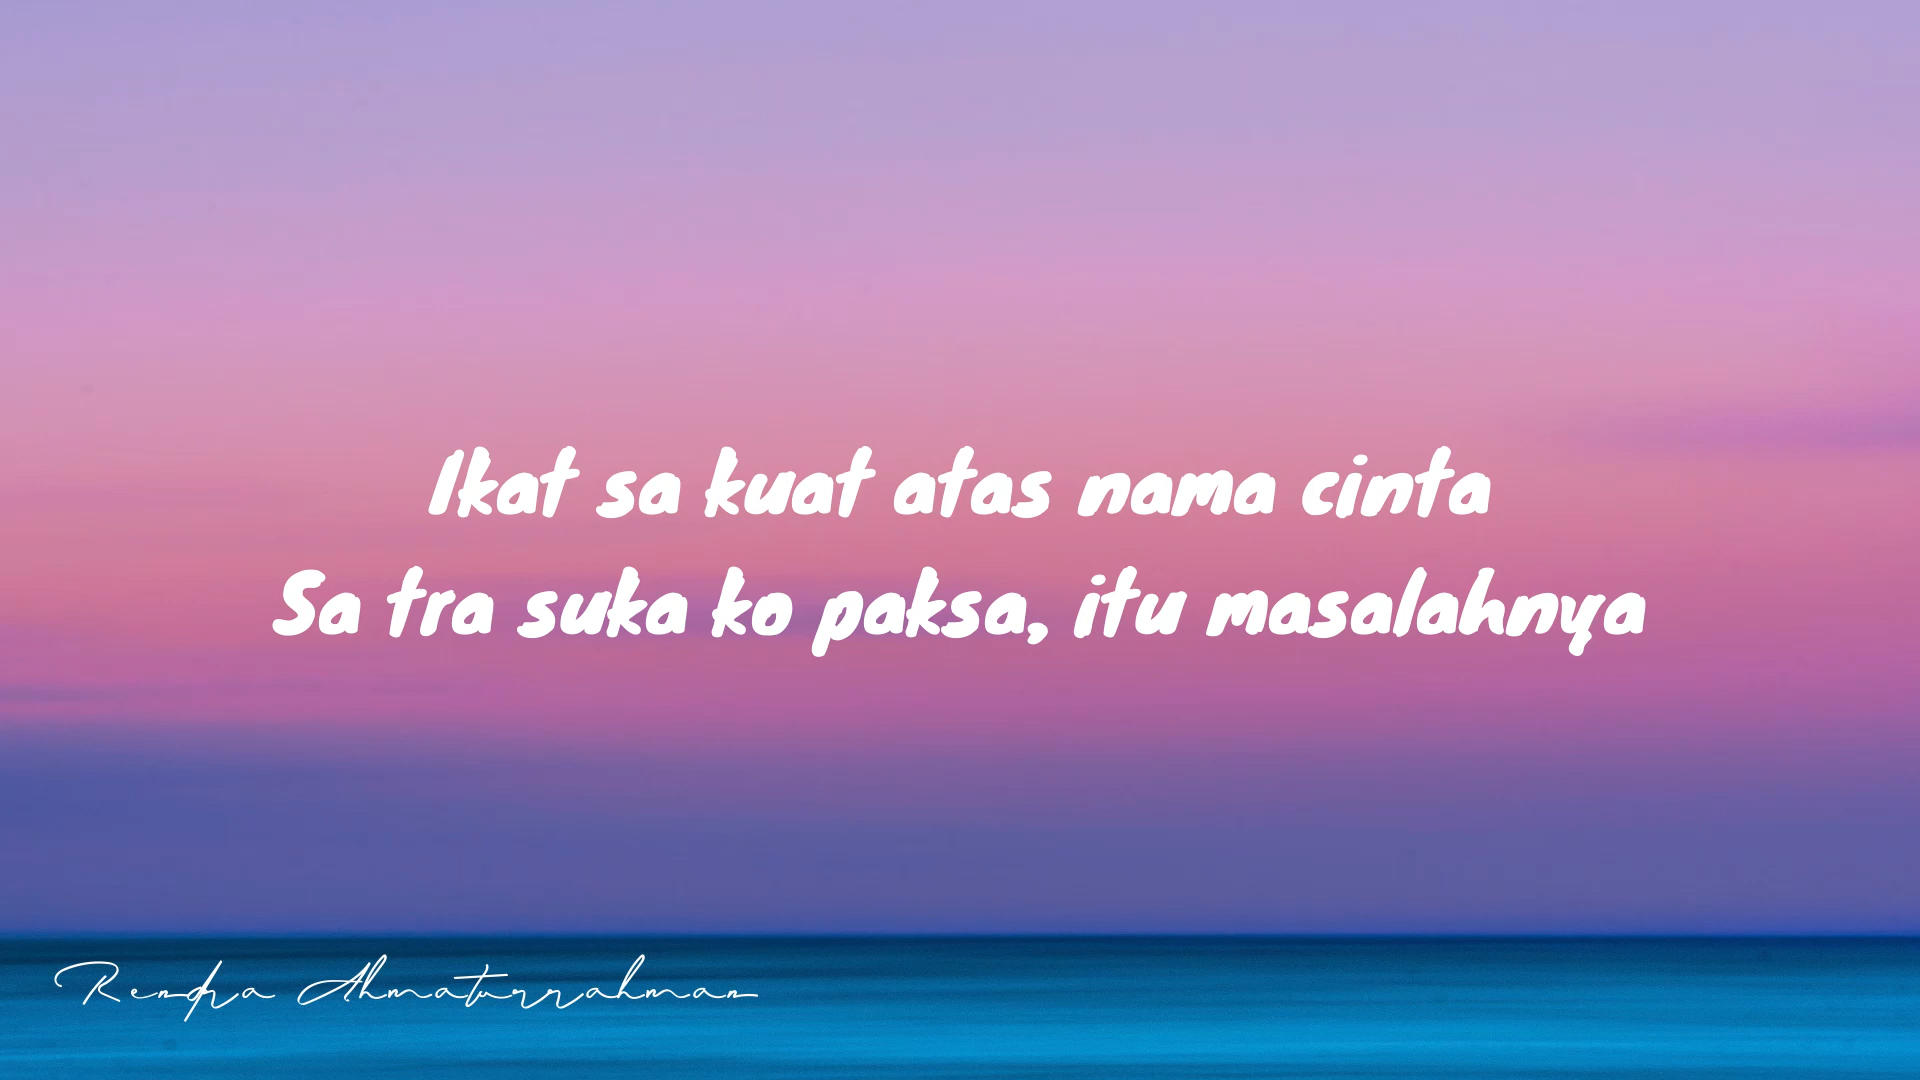 Ikat sa kuat atas nama cinta
Sa tra suka ko paksa, itu masalahnya
Rendra Ahmaturrahman